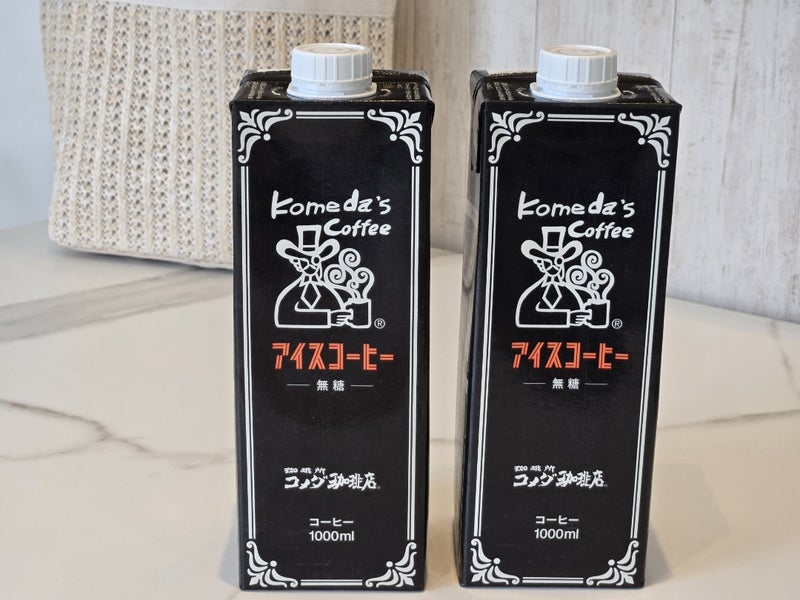 Komeda's
Coffee
®
アイスコーヒー
無糖
珈琲所
コメダ珈琲店
コーヒー
1000ml
Komeda's
Coffee
®
アイスコーヒー
無糖
珈琲所
コメダ珈琲店
コーヒー
1000ml